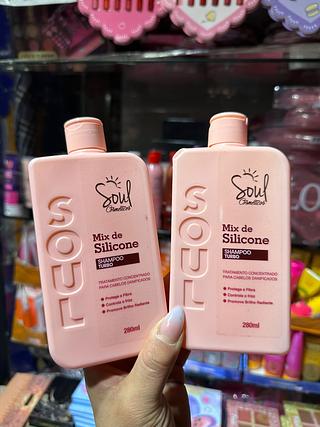 SOUL
Soul
Cosméticos
Mix de
Silicone
SHAMPOO
TURBO
TRATAMENTO CONCENTRADO
PARA CABELOS DANIFICADOS
• Protege a Fibra
• Controla o frizz
• Promove Brilho Radiante
280ml
SOUL
Soul
Cosméticos
Mix de
Silicone
SHAMPOO
TURBO
TRATAMENTO CONCENTRADO
PARA CABELOS DANIFICADOS
• Protege a Fibra
• Controla o frizz
• Promove Brilho Radiante
280ml